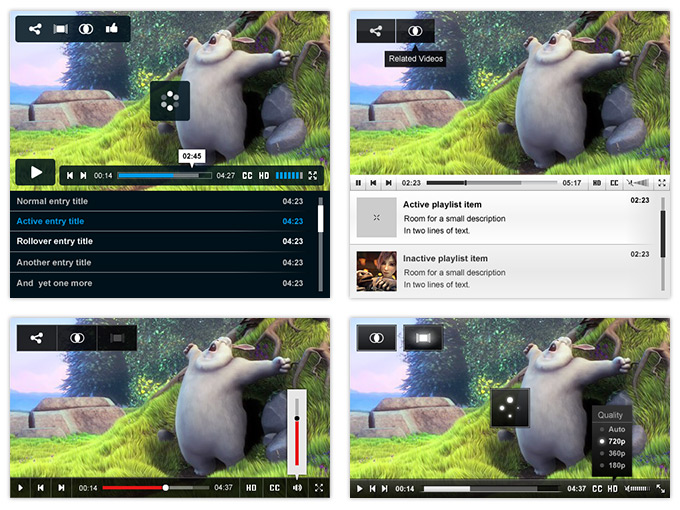 02:45
00:14
04:27
CC
HD
Normal entry title 04:23
Active entry title 04:23
Rollover entry title 04:23
Another entry title 04:23
And yet one more 04:23
Related Videos
02:23
05:17
HD
CC
Active playlist item 02:23
Room for a small description
In two lines of text.
Inactive playlist item 02:23
Room for a small description
In two lines of text.
00:14
04:37
HD
CC
Quality
Auto
720p
360p
180p
00:14
04:37
CC
HD